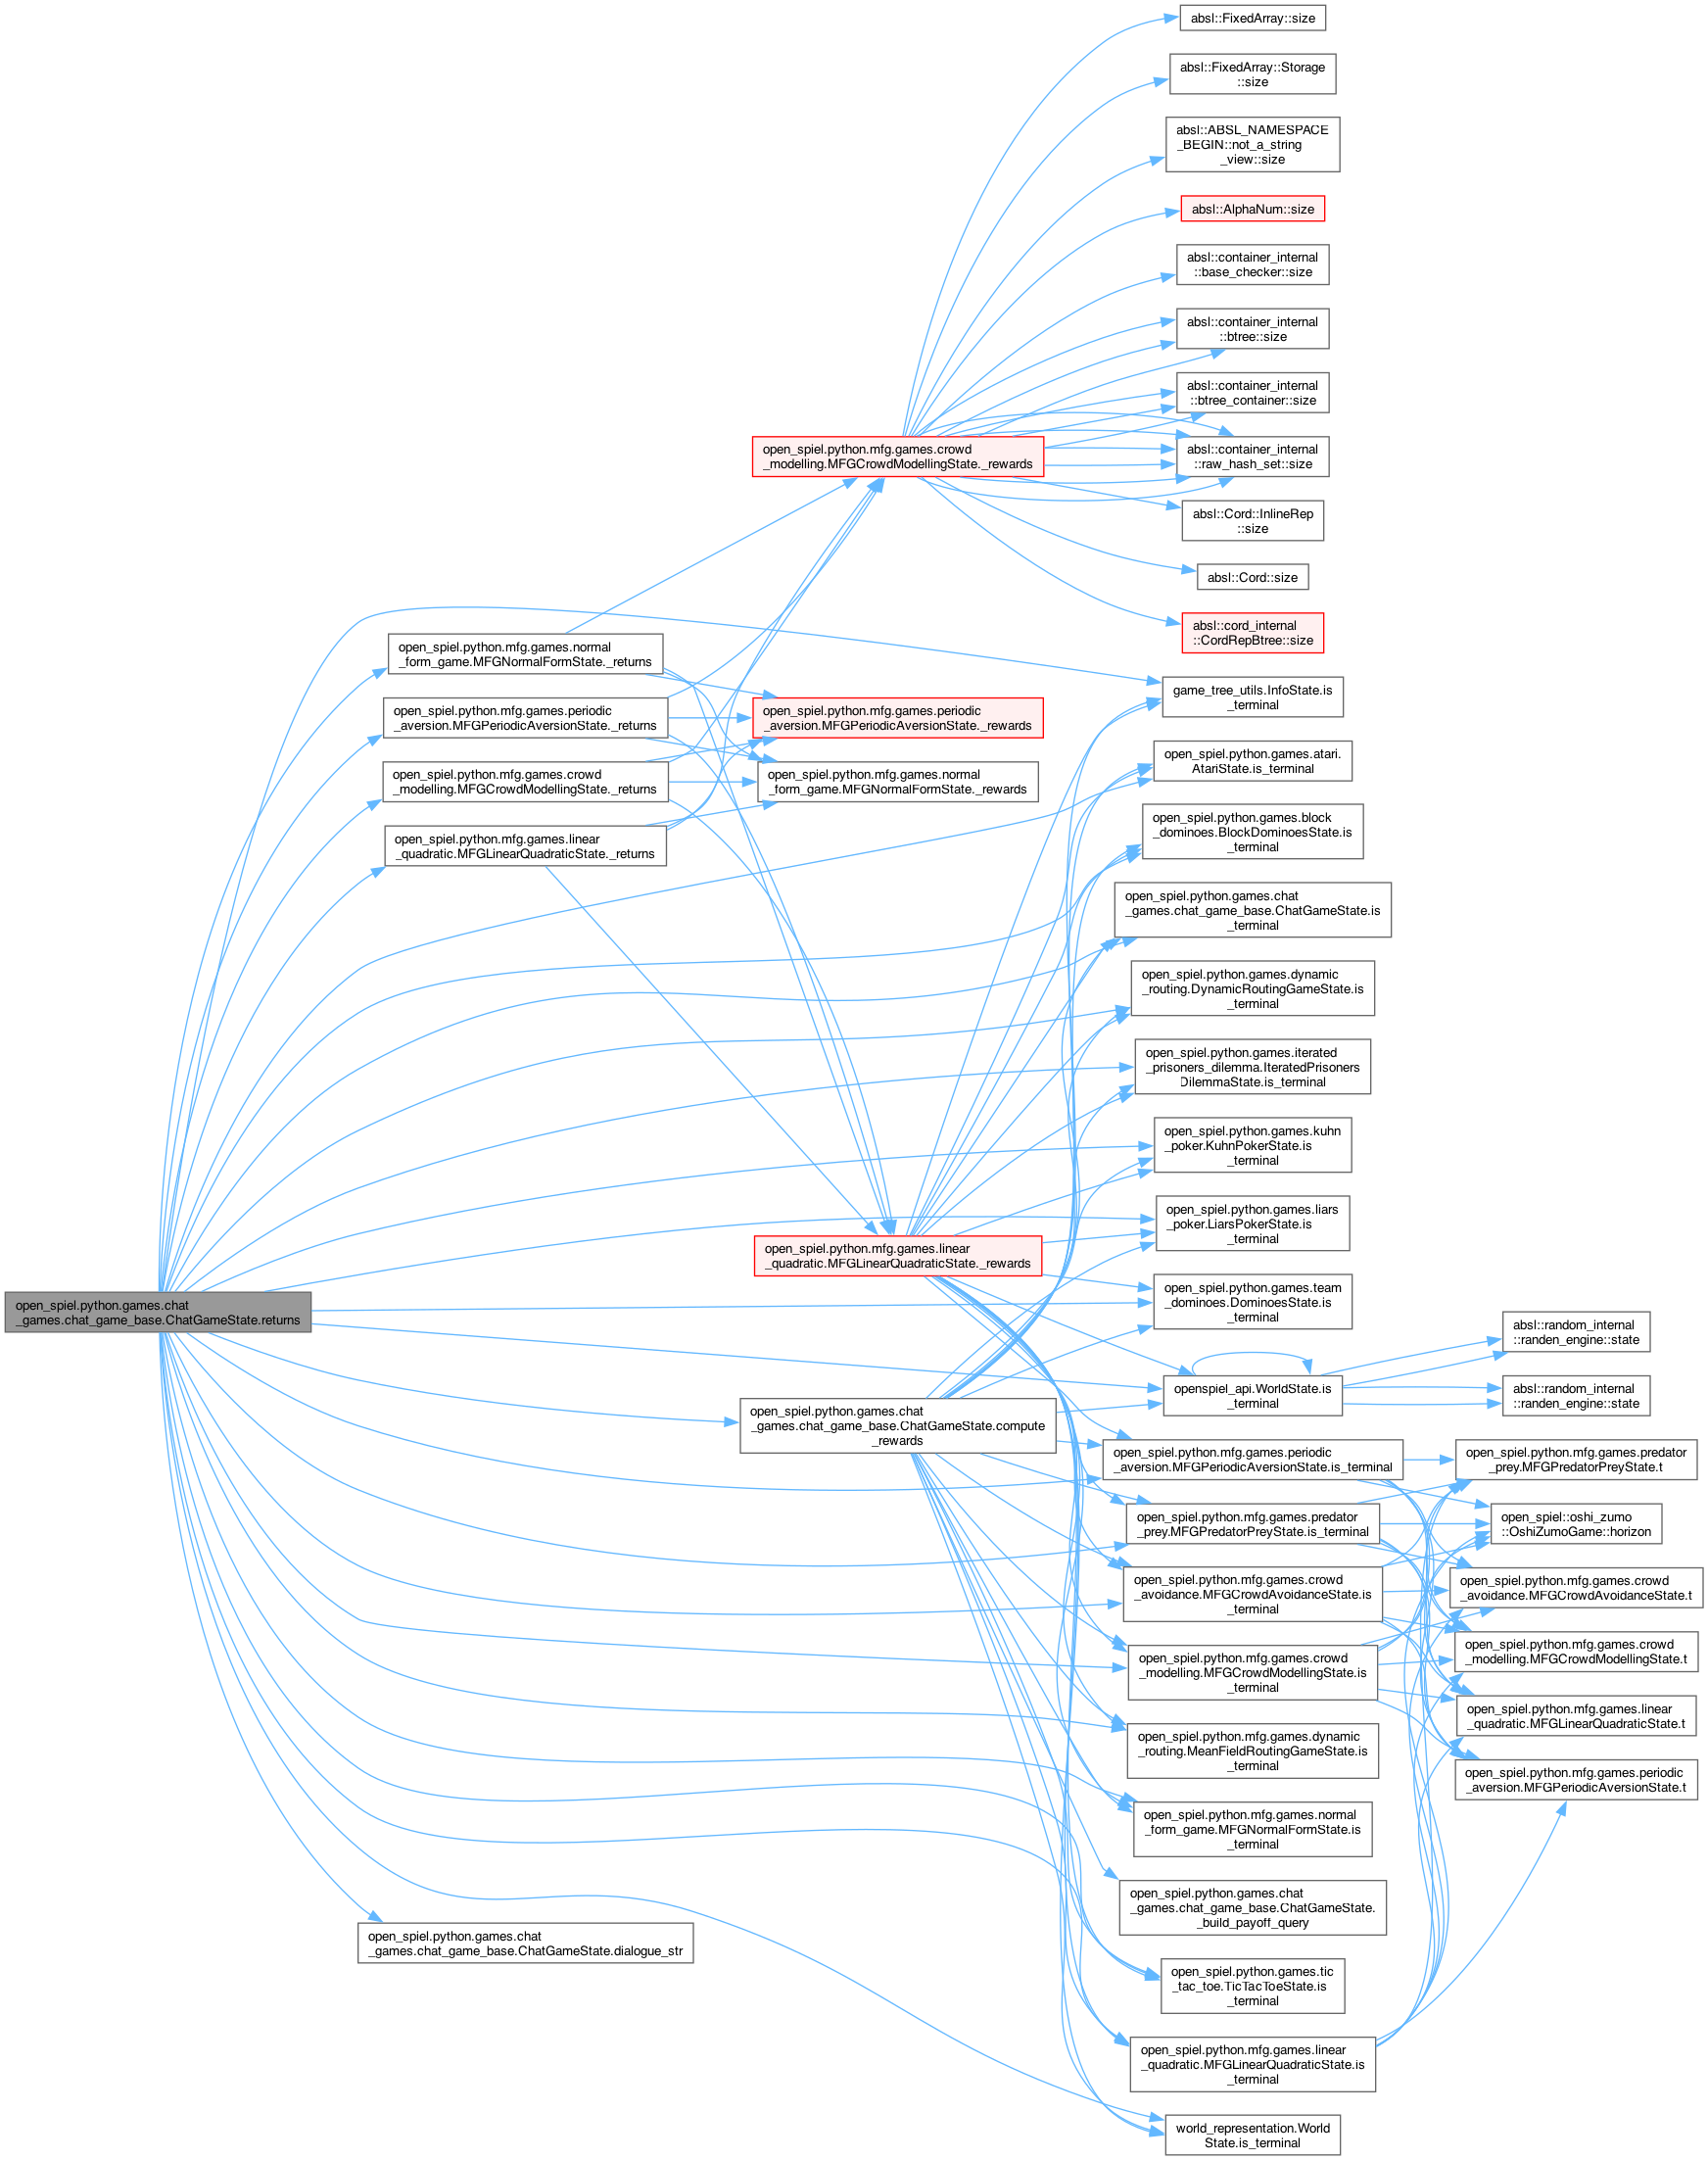 absl::FixedArray::size
absl::FixedArray::Storage
::size
absl::ABSL_NAMESPACE
_BEGIN::not_a_string
_view::size
absl::AlphaNum::size
absl::container_internal
::base_checker::size
absl::container_internal
::btree::size
absl::container_internal
::btree_container::size
absl::container_internal
::raw_hash_set::size
absl::Cord::InlineRep
::size
absl::Cord::size
absl::cord_internal
::CordRepBtree::size
open_spiel.python.mfg.games.crowd
_modelling.MFGCrowdModellingState._rewards
open_spiel.python.mfg.games.normal
_form_game.MFGNormalFormState._returns
open_spiel.python.mfg.games.periodic
_aversion.MFGPeriodicAversionState._returns
open_spiel.python.mfg.games.crowd
_modelling.MFGCrowdModellingState._returns
open_spiel.python.mfg.games.linear
_quadratic.MFGLinearQuadraticState._returns
open_spiel.python.mfg.games.periodic
_aversion.MFGPeriodicAversionState._rewards
open_spiel.python.mfg.games.normal
_form_game.MFGNormalFormState._rewards
game_tree_utils.InfoState.is
_terminal
open_spiel.python.games.atari.
AtariState.is_terminal
open_spiel.python.games.block
_dominoes.BlockDominoesState.is
_terminal
open_spiel.python.games.chat
_games.chat_game_base.ChatGameState.is
_terminal
open_spiel.python.games.dynamic
_routing.DynamicRoutingGameState.is
_terminal
open_spiel.python.games.iterated
_prisoners_dilemma.IteratedPrisoners
DilemmaState.is_terminal
open_spiel.python.games.kuhn
_poker.KuhnPokerState.is
_terminal
open_spiel.python.games.liars
_poker.LiarsPokerState.is
_terminal
open_spiel.python.mfg.games.linear
_quadratic.MFGLinearQuadraticState._rewards
open_spiel.python.games.team
_dominoes.DominoesState.is
_terminal
open_spiel.python.games.chat
_games.chat_game_base.ChatGameState.returns
absl::random_internal
::randen_engine::state
openspiel_api.WorldState.is
_terminal
absl::random_internal
::randen_engine::state
open_spiel.python.games.chat
_games.chat_game_base.ChatGameState.compute
_rewards
open_spiel.python.mfg.games.periodic
_aversion.MFGPeriodicAversionState.is_terminal
open_spiel.python.mfg.games.predator
_prey.MFGPredatorPreyState.t
open_spiel.python.mfg.games.predator
_prey.MFGPredatorPreyState.is_terminal
open_spiel::oshi_zumo
::OshiZumoGame::horizon
open_spiel.python.mfg.games.crowd
_avoidance.MFGCrowdAvoidanceState.is
_terminal
open_spiel.python.mfg.games.crowd
_avoidance.MFGCrowdAvoidanceState.t
open_spiel.python.mfg.games.crowd
_modelling.MFGCrowdModellingState.is
_terminal
open_spiel.python.mfg.games.crowd
_modelling.MFGCrowdModellingState.t
open_spiel.python.mfg.games.linear
_quadratic.MFGLinearQuadraticState.t
open_spiel.python.mfg.games.dynamic
_routing.MeanFieldRoutingGameState.is
_terminal
open_spiel.python.mfg.games.periodic
_aversion.MFGPeriodicAversionState.t
open_spiel.python.mfg.games.normal
_form_game.MFGNormalFormState.is
_terminal
open_spiel.python.games.chat
_games.chat_game_base.ChatGameState.
_build_payoff_query
open_spiel.python.games.chat
_games.chat_game_base.ChatGameState.dialogue_str
open_spiel.python.games.tic
_tac_toe.TicTacToeState.is
_terminal
open_spiel.python.mfg.games.linear
_quadratic.MFGLinearQuadraticState.is
_terminal
world_representation.World
State.is_terminal